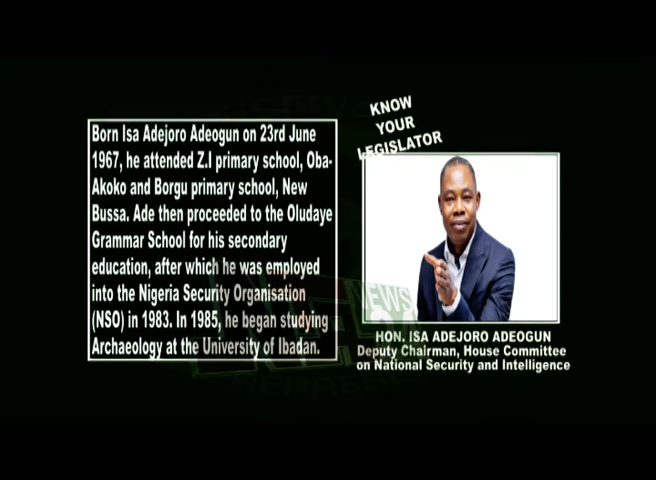 KNOW
YOUR
LEGISLATOR
Born Isa Adejoro Adeogun on 23rd June
1967, he attended Z.I primary school, Oba-
Akoko and Borgu primary school, New
Bussa. Ade then proceeded to the Oludaye
Grammar School for his secondary
education, after which he was employed
into the Nigeria Security Organisation
(NSO) in 1983. In 1985, he began studying
Archaeology at the University of Ibadan.
HON. ISA ADEJORO ADEOGUN
Deputy Chairman, House Committee
on National Security and Intelligence
NEWS